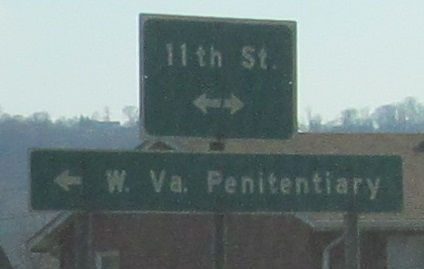 11th St.
↔
← W. Va. Penitentiary